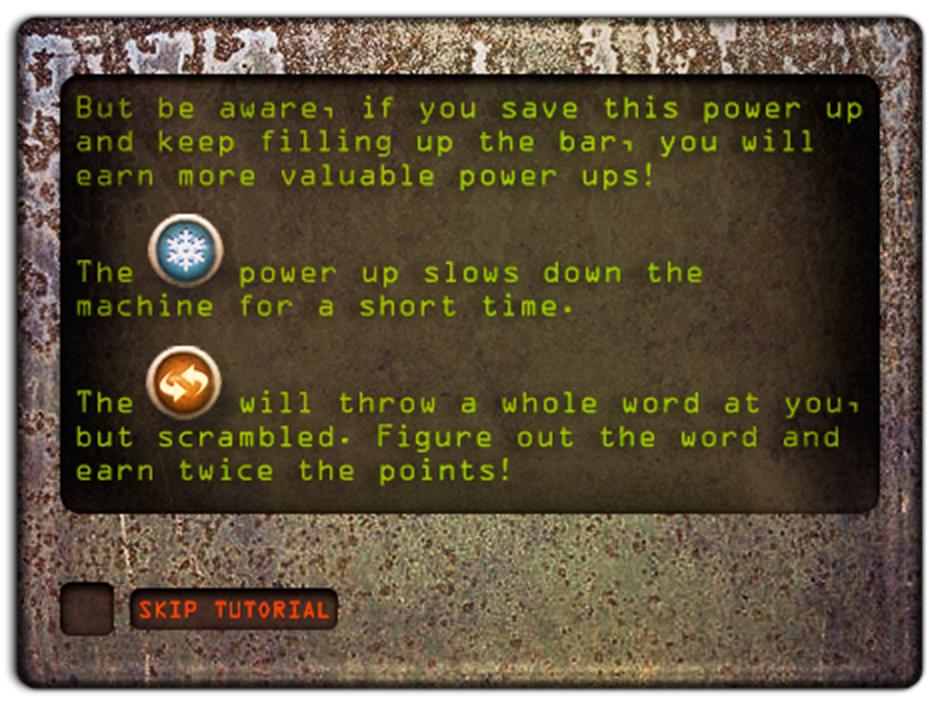 But be aware, if you save this power up
and keep filling up the bar, you will
earn more valuable power ups!
The power up slows down the
machine for a short time.
The will throw a whole word at you,
but scrambled. Figure out the word and
earn twice the points!
SKIP TUTORIAL